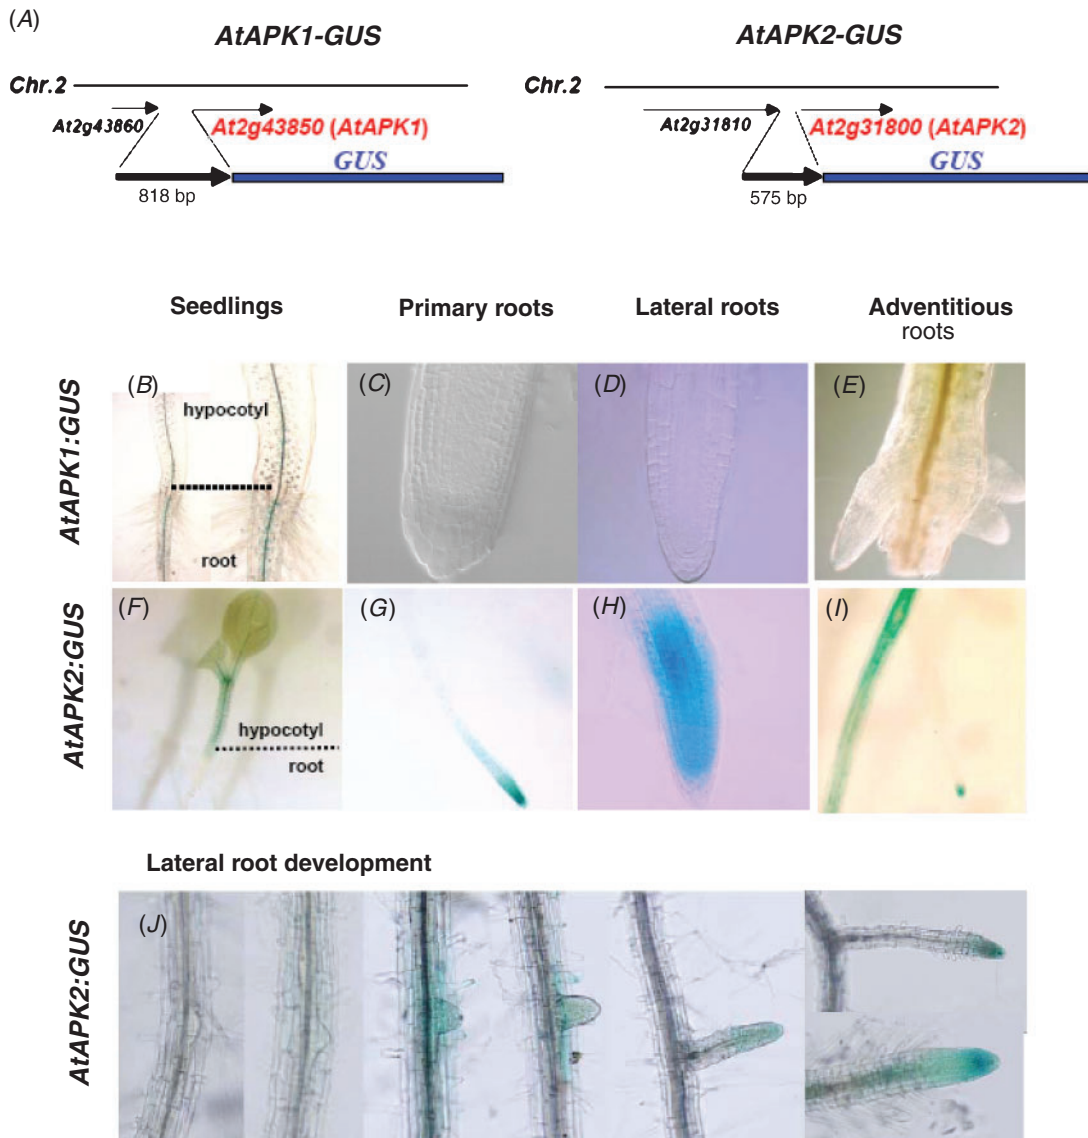 (A)
AtAPK1-GUS
AtAPK2-GUS
Chr.2
Chr.2
At2g43860
At2g43850 (AtAPK1)
At2g31810
At2g31800 (AtAPK2)
GUS
GUS
818 bp
575 bp
Seedlings
Primary roots
Lateral roots
Adventitious
roots
AtAPK1:GUS
(B)
hypocotyl
root
(C)
(D)
(E)
AtAPK2:GUS
(F)
hypocotyl
root
(G)
(H)
(I)
Lateral root development
AtAPK2:GUS
(J)